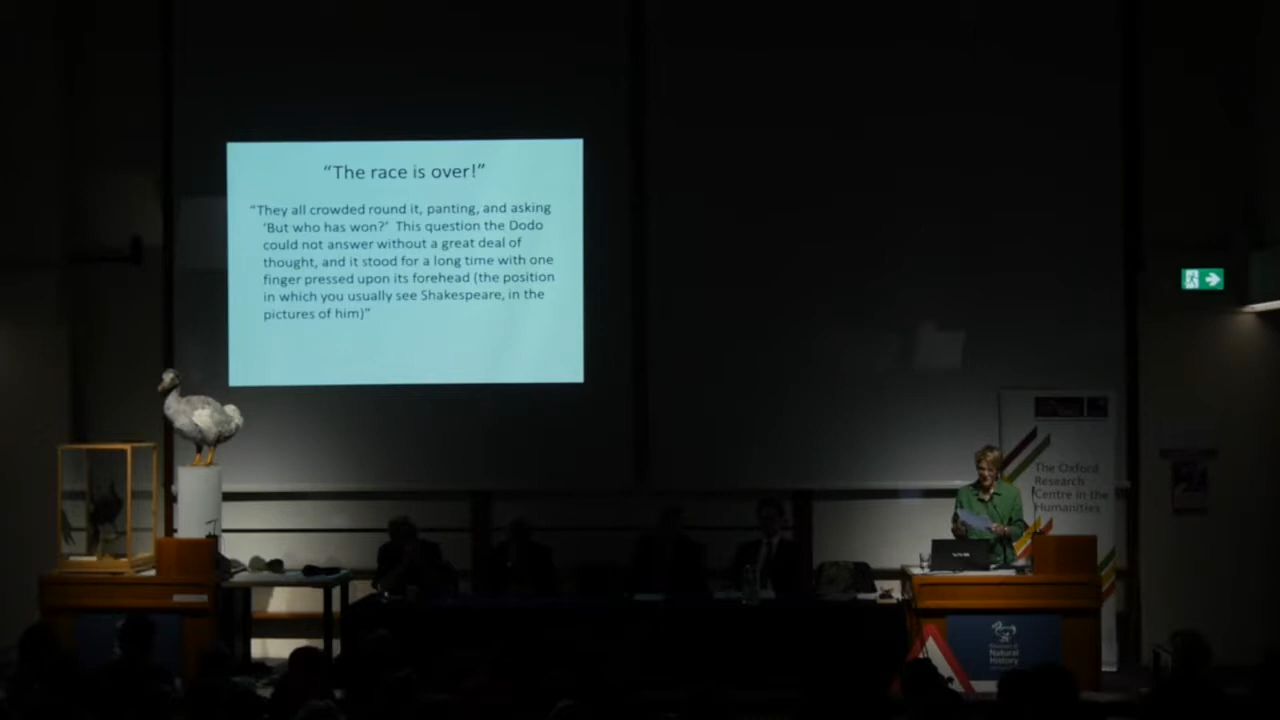 “The race is over!”
“They all crowded round it, panting, and asking
‘But who has won?’ This question the Dodo
could not answer without a great deal of
thought, and it stood for a long time with one
finger pressed upon its forehead (the position
in which you usually see Shakespeare, in the
pictures of him)”
The Oxford
Research
Centre in the
Humanities
Natural
History